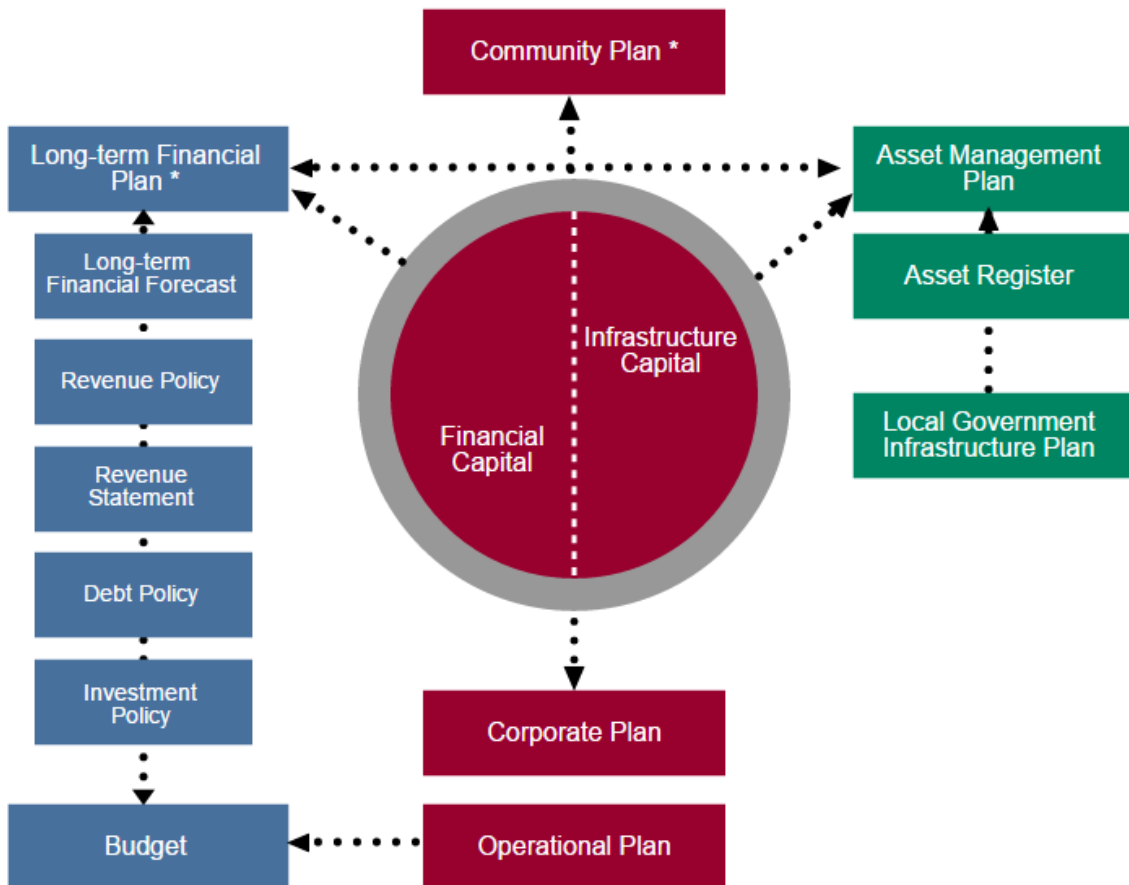 Community Plan *
Long-term Financial
Plan *
Asset Management
Plan
Long-term
Financial Forecast
Asset Register
Infrastructure
Capital
Revenue Policy
Financial
Capital
Local Government
Infrastructure Plan
Revenue
Statement
Debt Policy
Investment
Policy
Corporate Plan
Budget
Operational Plan